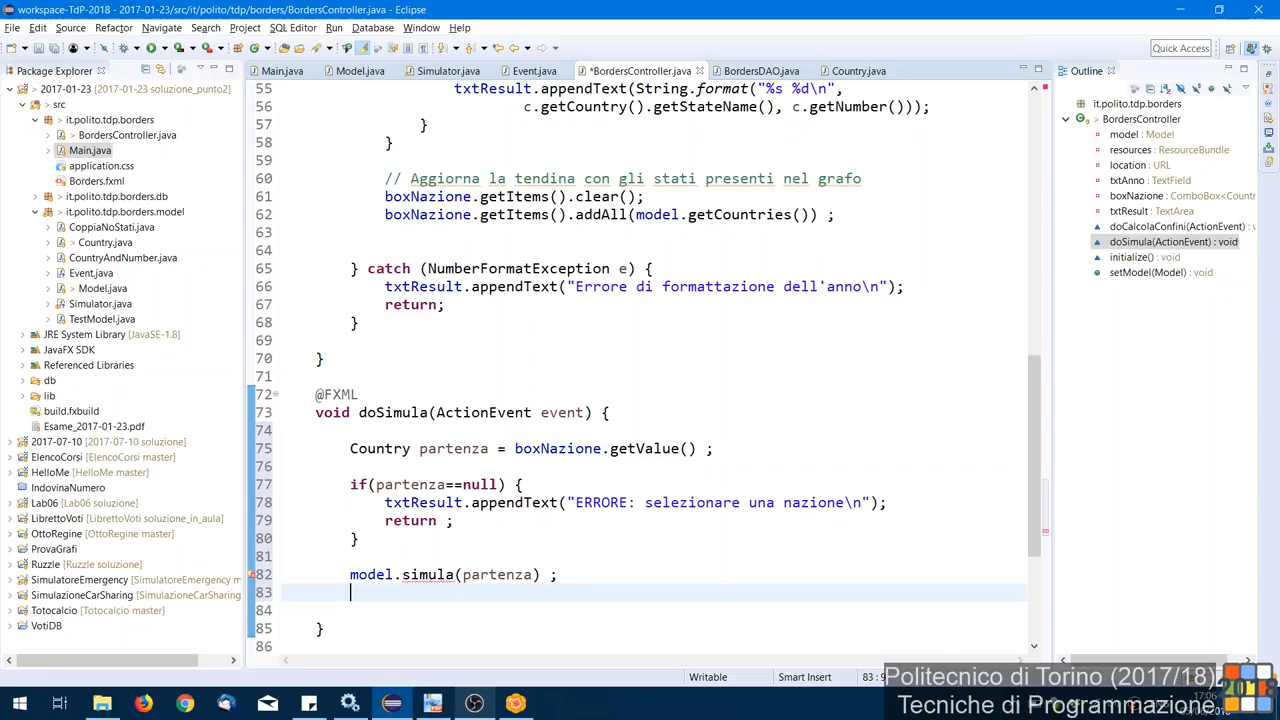 workspace-TdP-2018 - 2017-01-23/src/it/polito/tdp/borders/BordersController.java - Eclipse
File Edit Source Refactor Navigate Search Project SQL Editor Run Database Window Help
Quick Access
Package Explorer
Main.java
Model.java
Simulator.java
Event.java
*BordersController.java
BordersDAO.java
Country.java
Outline
2017-01-23 [2017-01-23 soluzione_punto2]
> src
it.polito.tdp.borders
> BordersController.java
Main.java
application.css
Borders.fxml
it.polito.tdp.borders.db
it.polito.tdp.borders.model
CoppiaNoStati.java
> Country.java
CountryAndNumber.java
Event.java
> Model.java
Simulator.java
TestModel.java
JRE System Library [JavaSE-1.8]
JavaFX SDK
Referenced Libraries
db
lib
build.fxbuild
Esame_2017-01-23.pdf
2017-07-10 [2017-07-10 soluzione]
ElencoCorsi [ElencoCorsi master]
HelloMe [HelloMe master]
IndovinaNumero
Lab06 [Lab06 soluzione]
LibrettoVoti [LibrettoVoti soluzione_in_aula]
OttoRegine [OttoRegine master]
ProvaGrafi
Ruzzle [Ruzzle soluzione]
SimulatoreEmergency [SimulatoreEmergency m
SimulazioneCarSharing [SimulazioneCarSharing
Totocalcio [Totocalcio master]
VotiDB
55 txtResult.appendText(String.format("%s %d\n",
56 c.getCountry().getStateName(), c.getNumber()));
57 }
58 }
59
60 // Aggiorna la tendina con gli stati presenti nel grafo
61 boxNazione.getItems().clear();
62 boxNazione.getItems().addAll(model.getCountries()) ;
63
64
65 } catch (NumberFormatException e) {
66 txtResult.appendText("Errore di formattazione dell'anno\n");
67 return;
68 }
69
70 }
71
72 @FXML
73 void doSimula(ActionEvent event) {
74
75 Country partenza = boxNazione.getValue() ;
76
77 if(partenza==null) {
78 txtResult.appendText("ERRORE: selezionare una nazione\n");
79 return ;
80 }
81
82 model.simula(partenza) ;
83
84
85 }
86
it.polito.tdp.borders
BordersController
model : Model
resources : ResourceBundle
location : URL
txtAnno : TextField
boxNazione : ComboBox<Countr
txtResult : TextArea
doCalcolaConfini(ActionEvent) : v
doSimula(ActionEvent) : void
initialize() : void
setModel(Model) : void
Writable
Smart Insert
Politecnico di Torino (2017/18)
Tecniche di Programmazione
2018
17:06